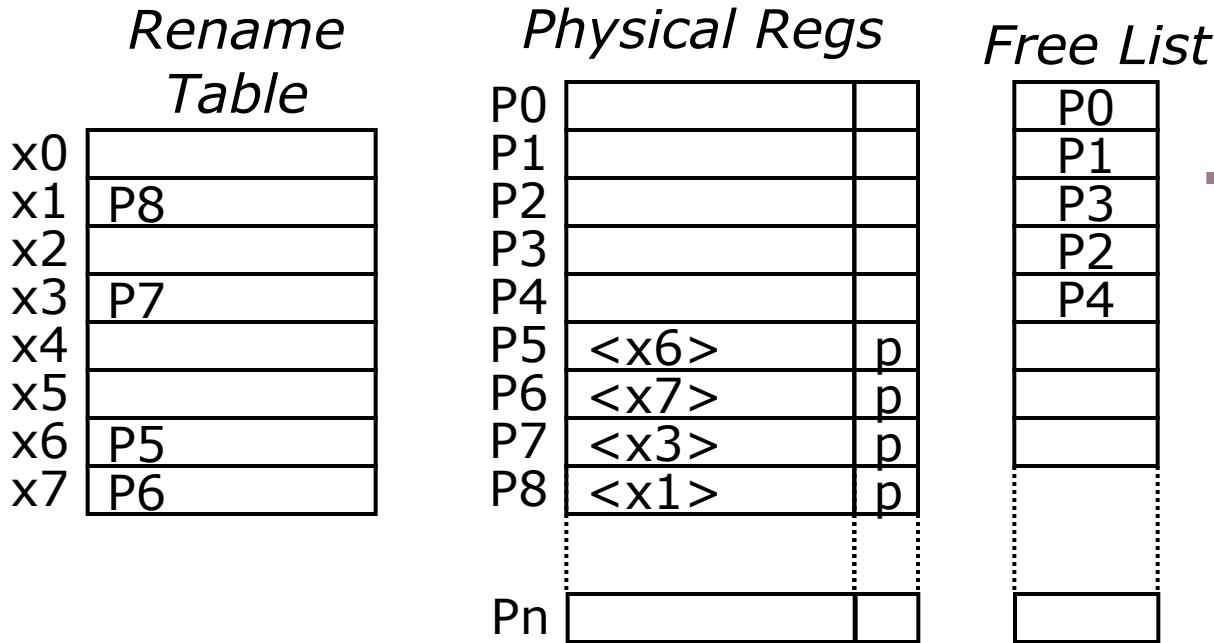 Rename
Table
x0
x1 P8
x2
x3 P7
x4
x5
x6 P5
x7 P6
Physical Regs
P0
P1
P2
P3
P4
P5 <x6> p
P6 <x7> p
P7 <x3> p
P8 <x1> p
Pn
Free List
P0
P1
P3
P2
P4